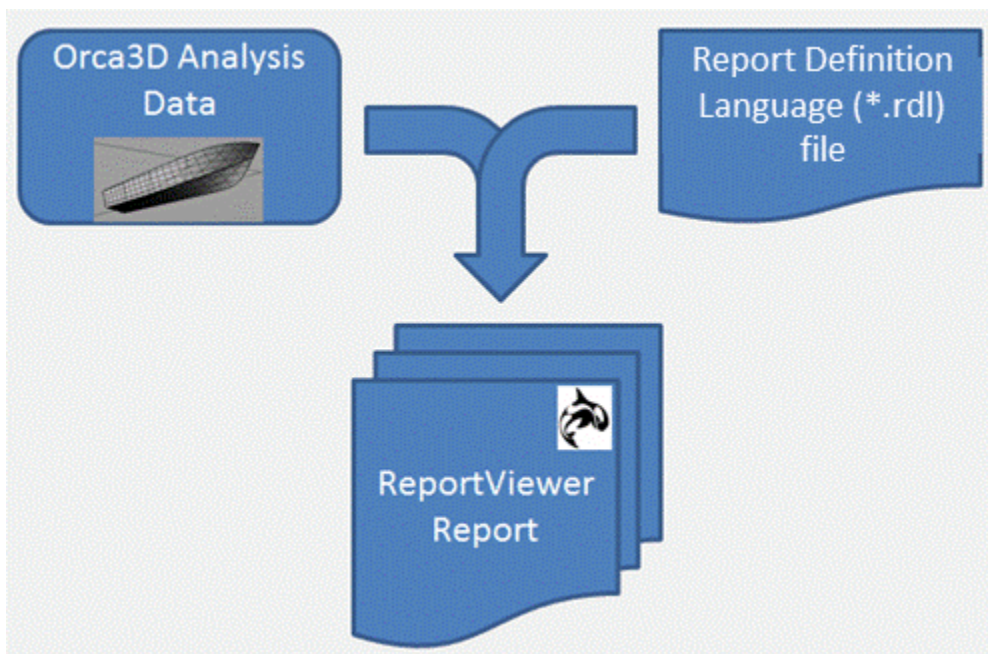 Orca3D Analysis
Data
Report Definition
Language (*.rdl)
file
ReportViewer
Report